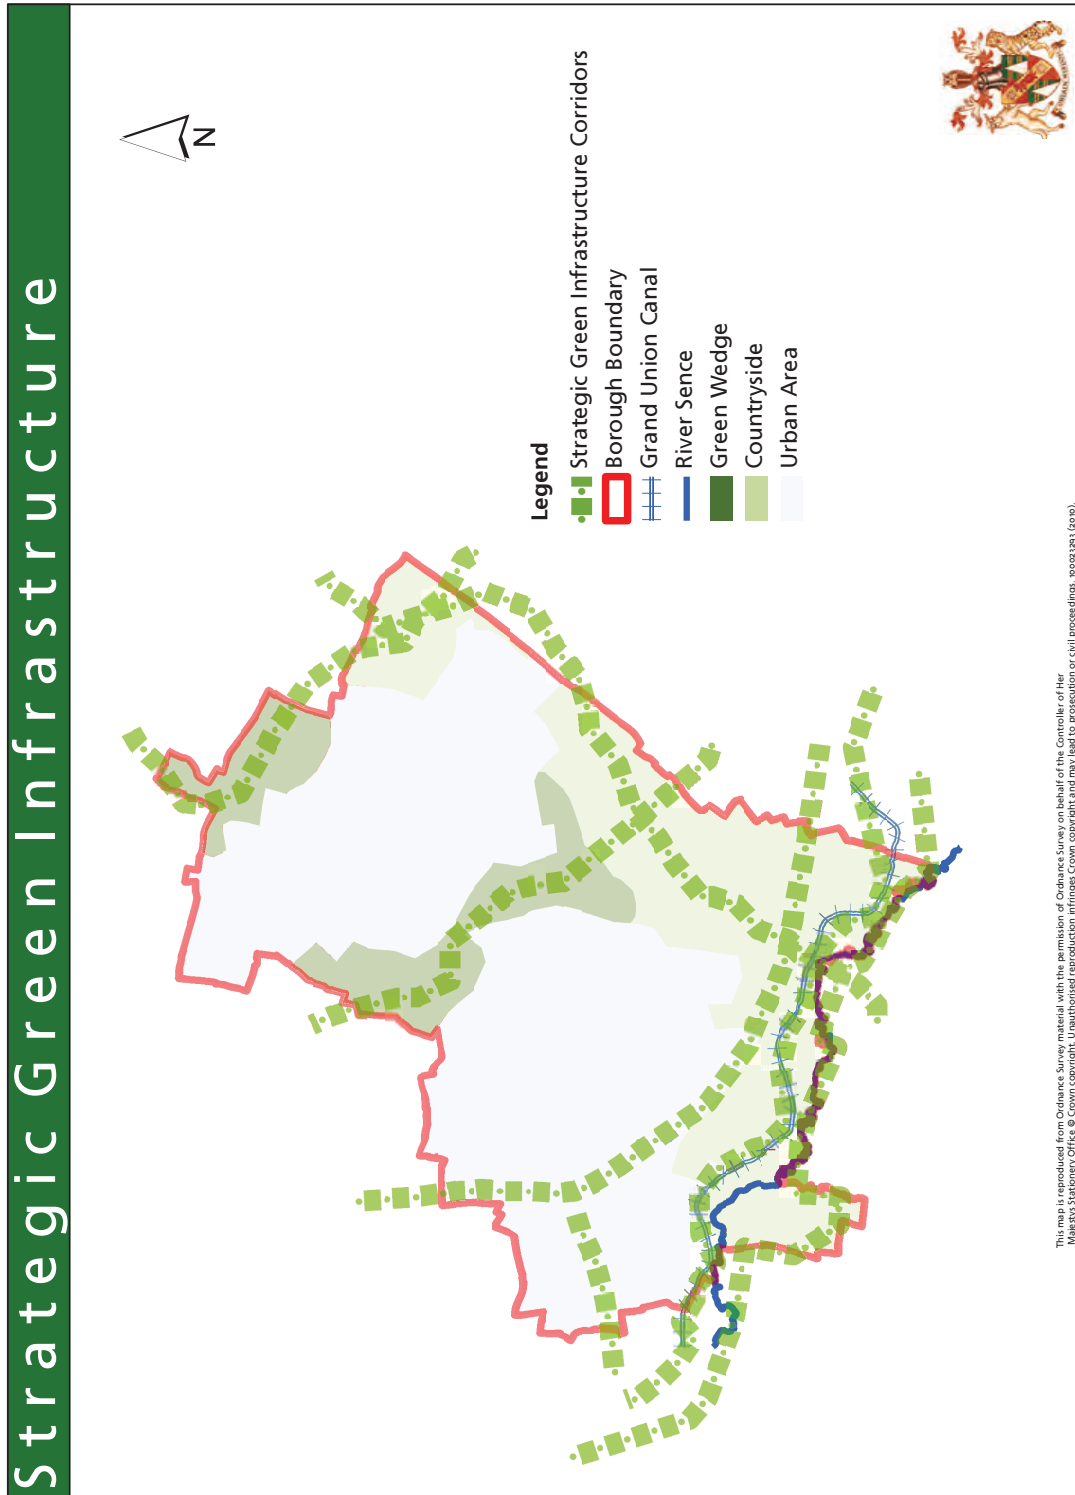 Strategic Green Infrastructure
N
Legend
Strategic Green Infrastructure Corridors
Borough Boundary
Grand Union Canal
River Sence
Green Wedge
Countryside
Urban Area
This map is reproduced from Ordnance Survey material with the permission of Ordnance Survey on behalf of the Controller of Her
Majestys Stationery Office © Crown copyright. Unauthorised reproduction infringes Crown copyright and may lead to prosecution or civil proceedings. 100023293 (2010).